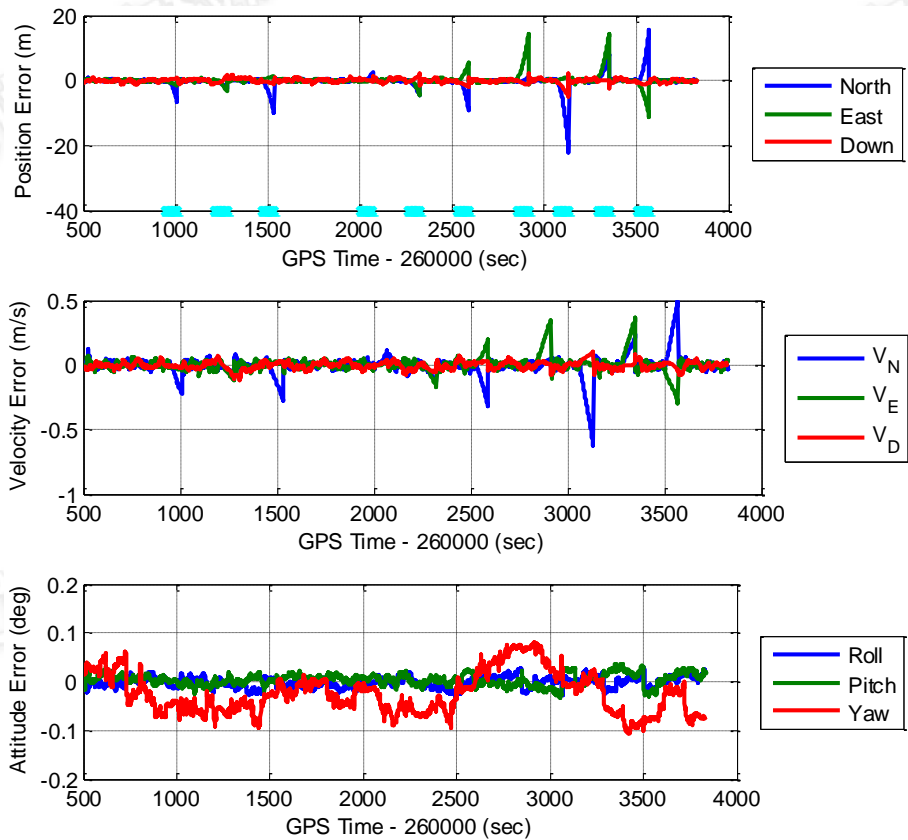 20
0
-20
-40
Position Error (m)
500 1000 1500 2000 2500 3000 3500 4000
GPS Time - 260000 (sec)
North
East
Down
0.5
0
-0.5
-1
Velocity Error (m/s)
500 1000 1500 2000 2500 3000 3500 4000
GPS Time - 260000 (sec)
V_N
V_E
V_D
0.2
0.1
0
-0.1
-0.2
Attitude Error (deg)
500 1000 1500 2000 2500 3000 3500 4000
GPS Time - 260000 (sec)
Roll
Pitch
Yaw